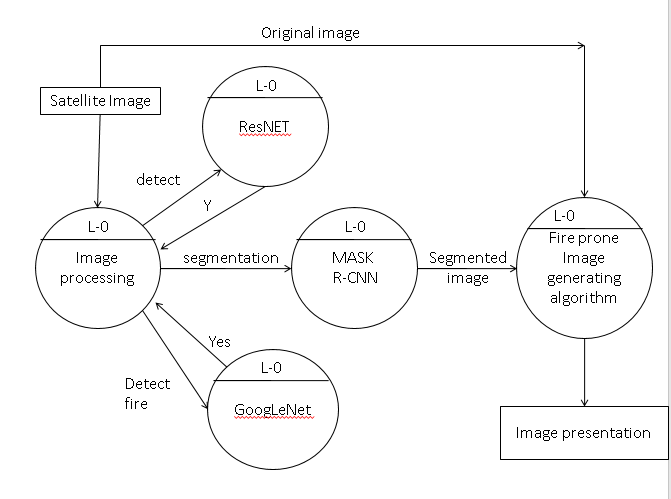 Original image
Satellite Image
L-0
ResNET
detect
Y
L-0
Image
processing
segmentation
L-0
MASK
R-CNN
Segmented
image
L-0
Fire prone
Image
generating
algorithm
Yes
Detect
fire
L-0
GoogLeNet
Image presentation